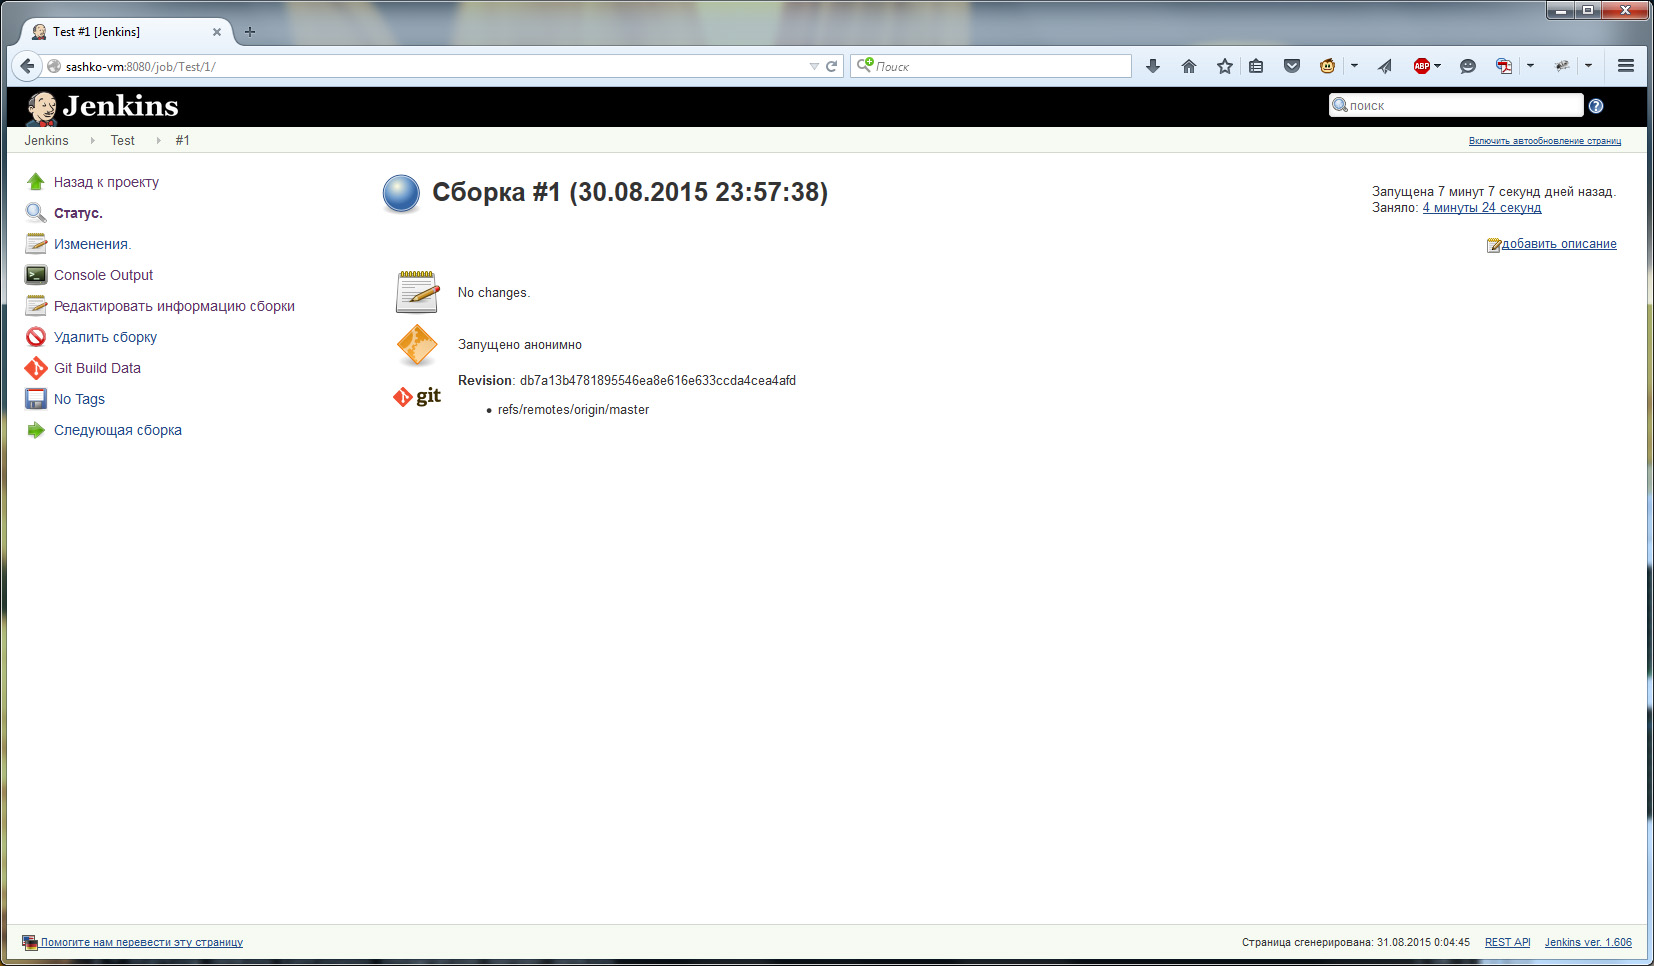 Test #1 [Jenkins]
sashko-vm:8080/job/Test/1/
Поиск
ABP
Jenkins
поиск
Jenkins Test #1
Включить автообновление страниц
Назад к проекту
Статус.
Изменения.
Console Output
Редактировать информацию сборки
Удалить сборку
Git Build Data
No Tags
Следующая сборка
Сборка #1 (30.08.2015 23:57:38)
Запущена 7 минут 7 секунд дней назад.
Заняло: 4 минуты 24 секунд
добавить описание
No changes.
Запущено анонимно
git
Revision: db7a13b4781895546ea8e616e633ccda4cea4afd
refs/remotes/origin/master
Помогите нам перевести эту страницу
Страница сгенерирована: 31.08.2015 0:04:45 REST API Jenkins ver. 1.606